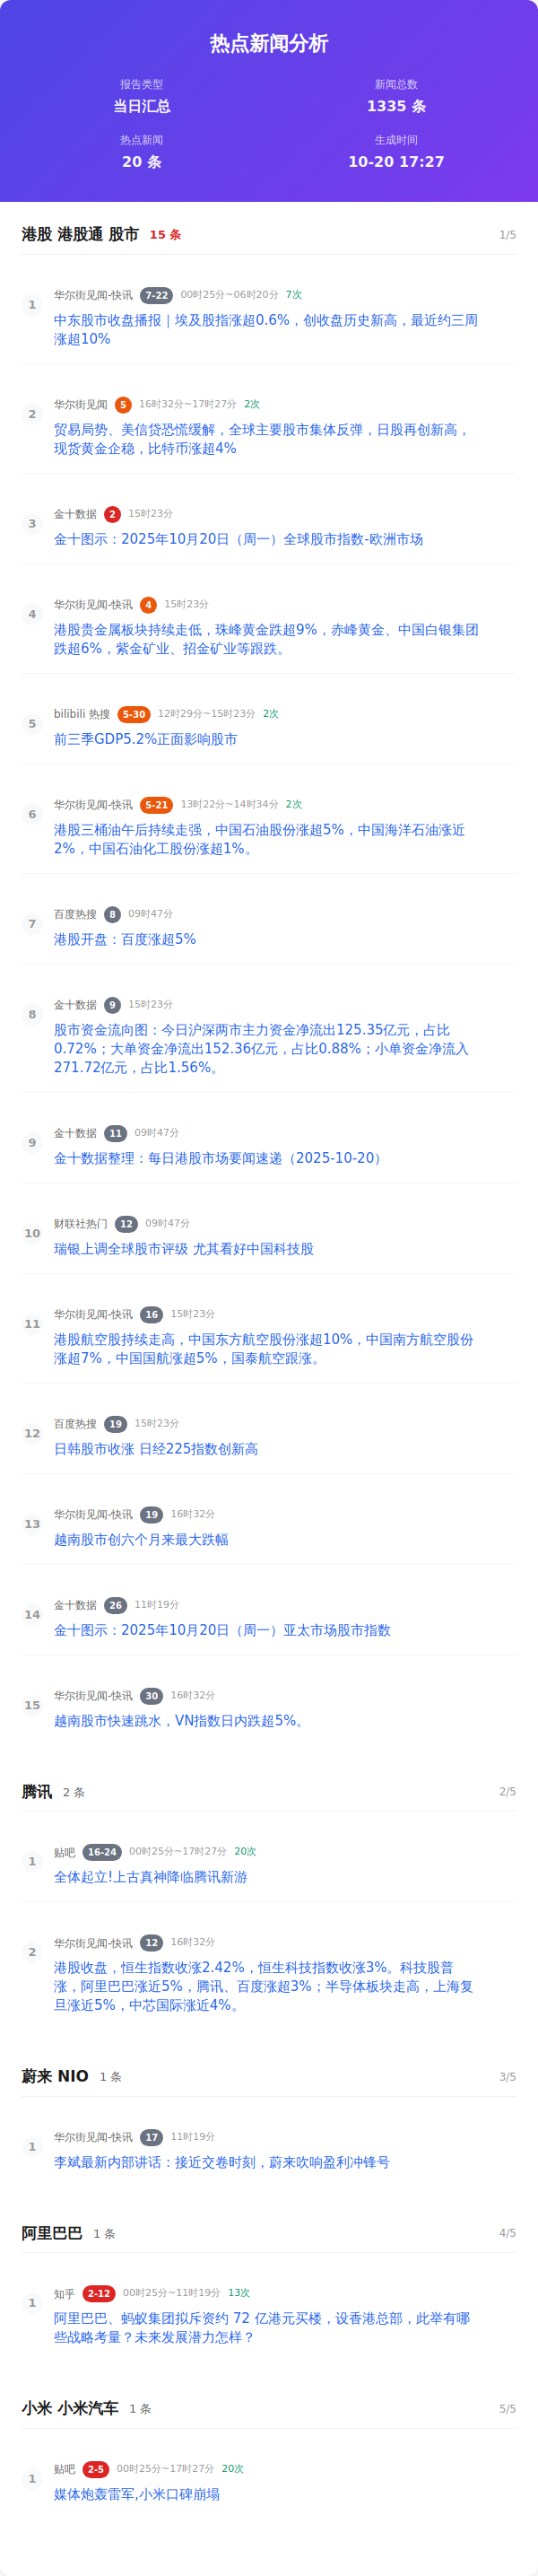 热点新闻分析
报告类型
当日汇总
新闻总数
1335 条
热点新闻
20 条
生成时间
10-20 17:27
港股 港股通 股市 15 条 1/5
1
华尔街见闻-快讯 7-22 00时25分~06时20分 7次
中东股市收盘播报｜埃及股指涨超0.6%，创收盘历史新高，最近约三周
涨超10%
2
华尔街见闻 5 16时32分~17时27分 2次
贸易局势、美信贷恐慌缓解，全球主要股市集体反弹，日股再创新高，
现货黄金企稳，比特币涨超4%
3
金十数据 2 15时23分
金十图示：2025年10月20日（周一）全球股市指数-欧洲市场
4
华尔街见闻-快讯 4 15时23分
港股贵金属板块持续走低，珠峰黄金跌超9%，赤峰黄金、中国白银集团
跌超6%，紫金矿业、招金矿业等跟跌。
5
bilibili 热搜 5-30 12时29分~15时23分 2次
前三季GDP5.2%正面影响股市
6
华尔街见闻-快讯 5-21 13时22分~14时34分 2次
港股三桶油午后持续走强，中国石油股份涨超5%，中国海洋石油涨近
2%，中国石油化工股份涨超1%。
7
百度热搜 8 09时47分
港股开盘：百度涨超5%
8
金十数据 9 15时23分
股市资金流向图：今日沪深两市主力资金净流出125.35亿元，占比
0.72%；大单资金净流出152.36亿元，占比0.88%；小单资金净流入
271.72亿元，占比1.56%。
9
金十数据 11 09时47分
金十数据整理：每日港股市场要闻速递（2025-10-20）
10
财联社热门 12 09时47分
瑞银上调全球股市评级 尤其看好中国科技股
11
华尔街见闻-快讯 16 15时23分
港股航空股持续走高，中国东方航空股份涨超10%，中国南方航空股份
涨超7%，中国国航涨超5%，国泰航空跟涨。
12
百度热搜 19 15时23分
日韩股市收涨 日经225指数创新高
13
华尔街见闻-快讯 19 16时32分
越南股市创六个月来最大跌幅
14
金十数据 26 11时19分
金十图示：2025年10月20日（周一）亚太市场股市指数
15
华尔街见闻-快讯 30 16时32分
越南股市快速跳水，VN指数日内跌超5%。
腾讯 2 条 2/5
1
贴吧 16-24 00时25分~17时27分 20次
全体起立!上古真神降临腾讯新游
2
华尔街见闻-快讯 12 16时32分
港股收盘，恒生指数收涨2.42%，恒生科技指数收涨3%。科技股普
涨，阿里巴巴涨近5%，腾讯、百度涨超3%；半导体板块走高，上海复
旦涨近5%，中芯国际涨近4%。
蔚来 NIO 1 条 3/5
1
华尔街见闻-快讯 17 11时19分
李斌最新内部讲话：接近交卷时刻，蔚来吹响盈利冲锋号
阿里巴巴 1 条 4/5
1
知乎 2-12 00时25分~11时19分 13次
阿里巴巴、蚂蚁集团拟斥资约 72 亿港元买楼，设香港总部，此举有哪
些战略考量？未来发展潜力怎样？
小米 小米汽车 1 条 5/5
1
贴吧 2-5 00时25分~17时27分 20次
媒体炮轰雷军,小米口碑崩塌